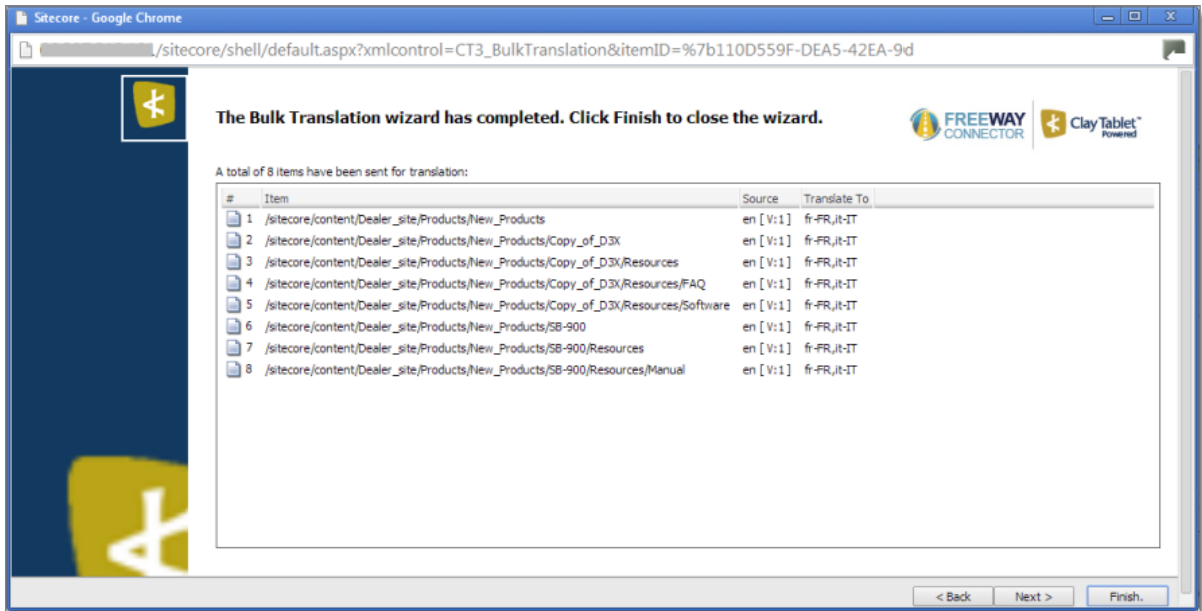 Sitecore - Google Chrome
/sitecore/shell/default.aspx?xmlcontrol=CT3_BulkTranslation&itemID=%7b110D559F-DEA5-42EA-9d
The Bulk Translation wizard has completed. Click Finish to close the wizard.
FREEWAY CONNECTOR
Clay Tablet™ Powered
A total of 8 items have been sent for translation:
# Item Source Translate To
1 /sitecore/content/Dealer_site/Products/New_Products en [ V:1 ] fr-FR,it-IT
2 /sitecore/content/Dealer_site/Products/New_Products/Copy_of_D3X en [ V:1 ] fr-FR,it-IT
3 /sitecore/content/Dealer_site/Products/New_Products/Copy_of_D3X/Resources en [ V:1 ] fr-FR,it-IT
4 /sitecore/content/Dealer_site/Products/New_Products/Copy_of_D3X/Resources/FAQ en [ V:1 ] fr-FR,it-IT
5 /sitecore/content/Dealer_site/Products/New_Products/Copy_of_D3X/Resources/Software en [ V:1 ] fr-FR,it-IT
6 /sitecore/content/Dealer_site/Products/New_Products/SB-900 en [ V:1 ] fr-FR,it-IT
7 /sitecore/content/Dealer_site/Products/New_Products/SB-900/Resources en [ V:1 ] fr-FR,it-IT
8 /sitecore/content/Dealer_site/Products/New_Products/SB-900/Resources/Manual en [ V:1 ] fr-FR,it-IT
< Back Next > Finish.